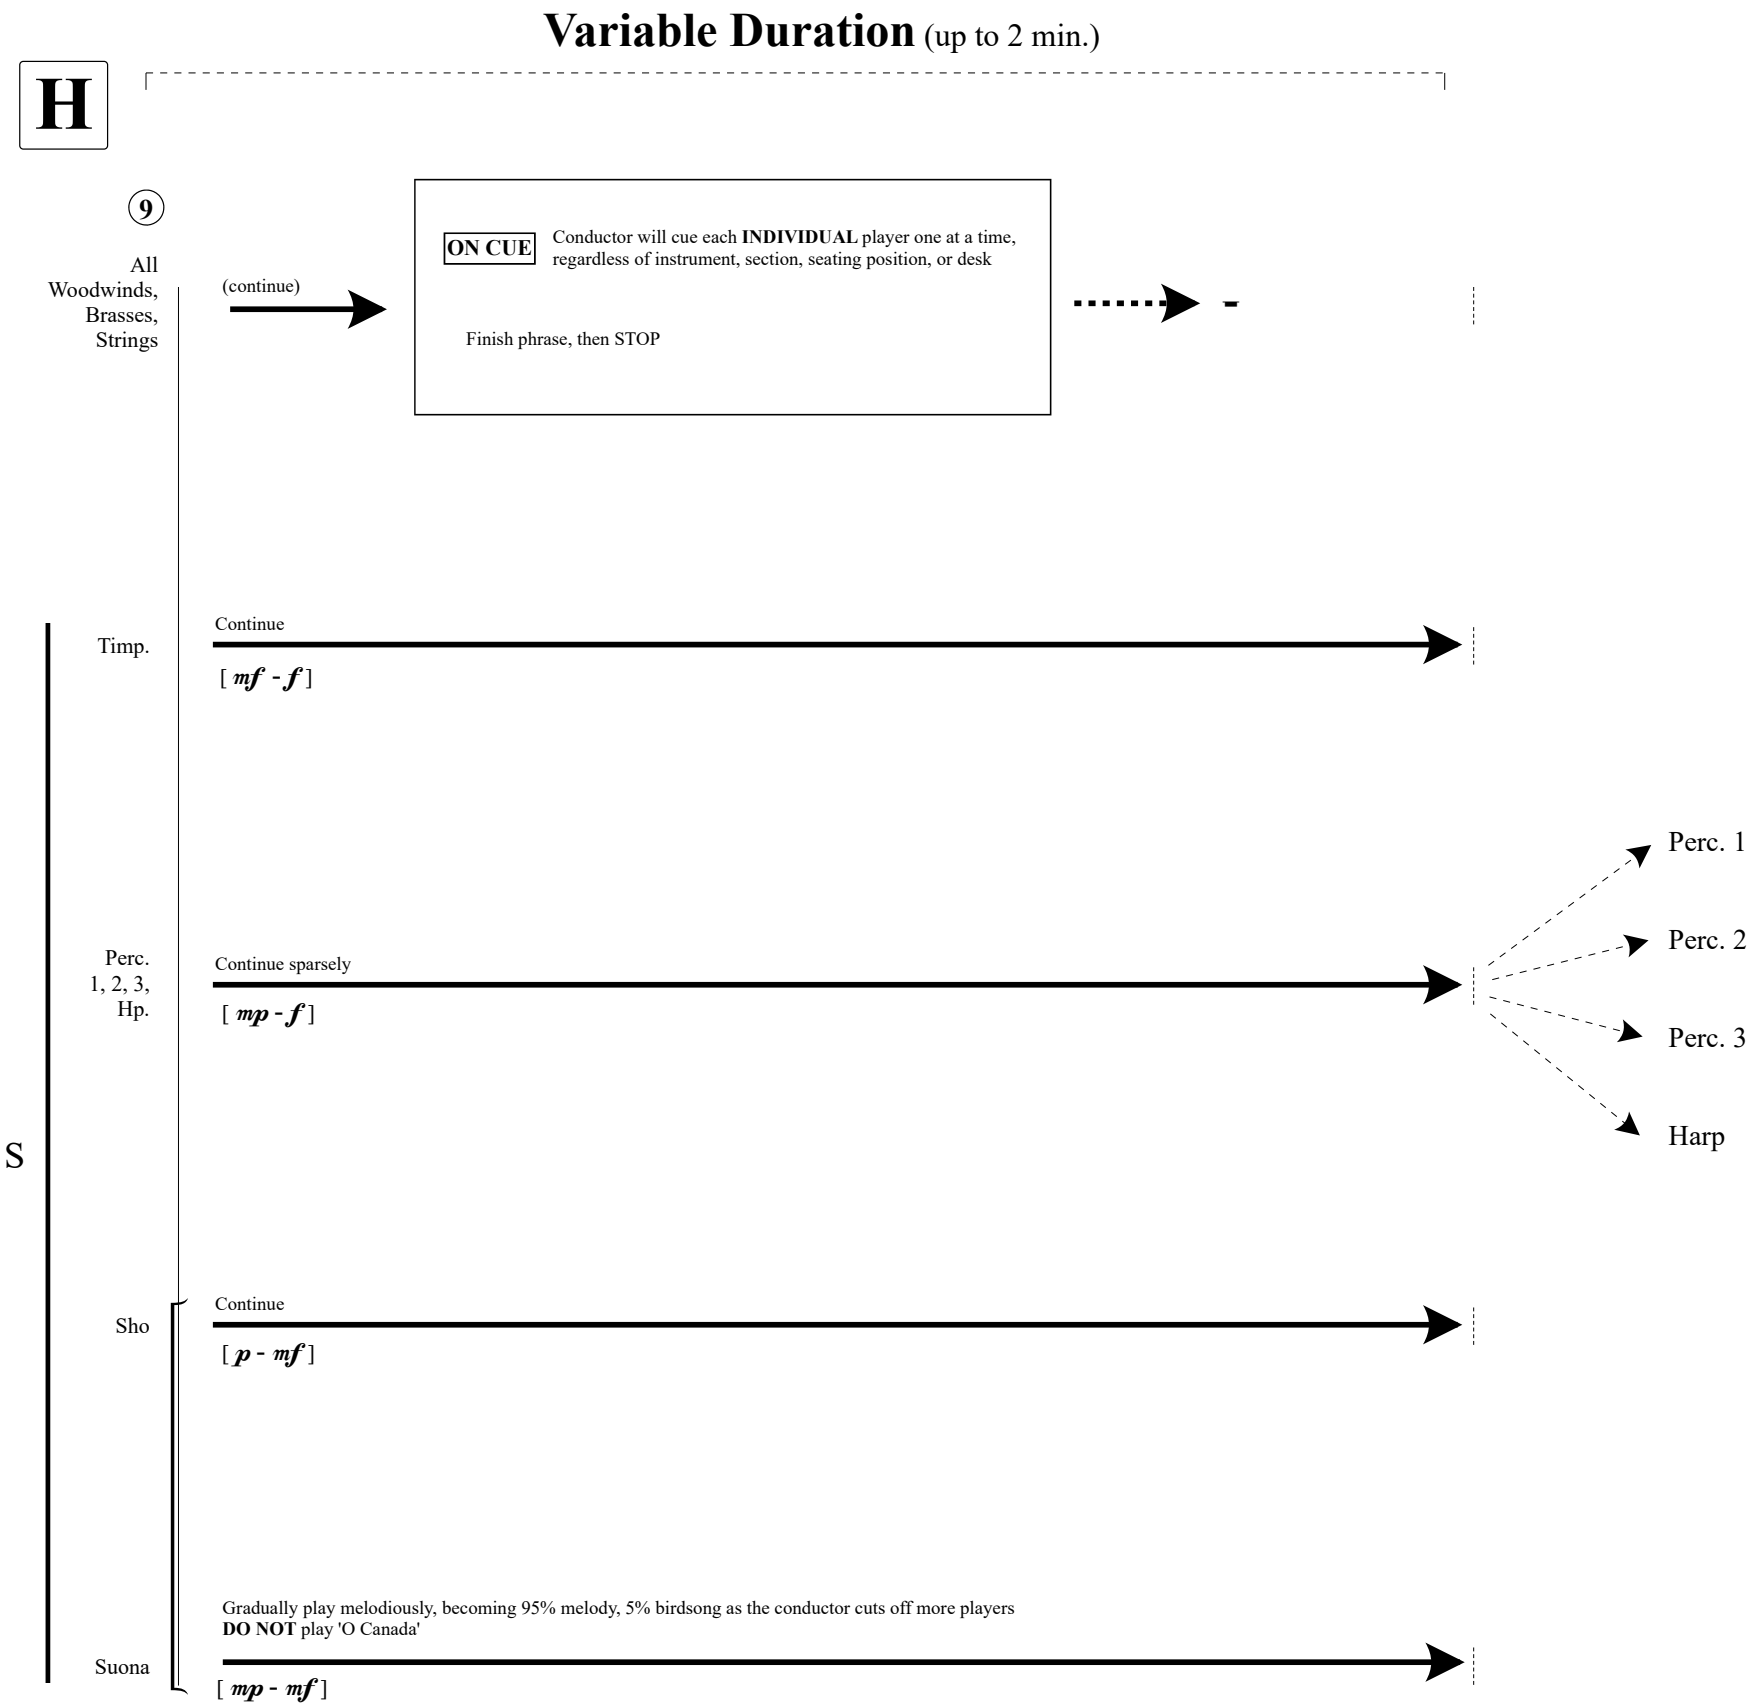 Variable Duration (up to 2 min.)
H
9
All
Woodwinds,
Brasses,
Strings
(continue)
ON CUE
Conductor will cue each INDIVIDUAL player one at a time,
regardless of instrument, section, seating position, or desk
Finish phrase, then STOP
Timp.
Continue
[ mf - f ]
Perc.
1, 2, 3,
Hp.
Continue sparsely
[ mp - f ]
Perc. 1
Perc. 2
Perc. 3
Harp
S
Sho
Continue
[ p - mf ]
Suona
Gradually play melodiously, becoming 95% melody, 5% birdsong as the conductor cuts off more players
DO NOT play 'O Canada'
[ mp - mf ]